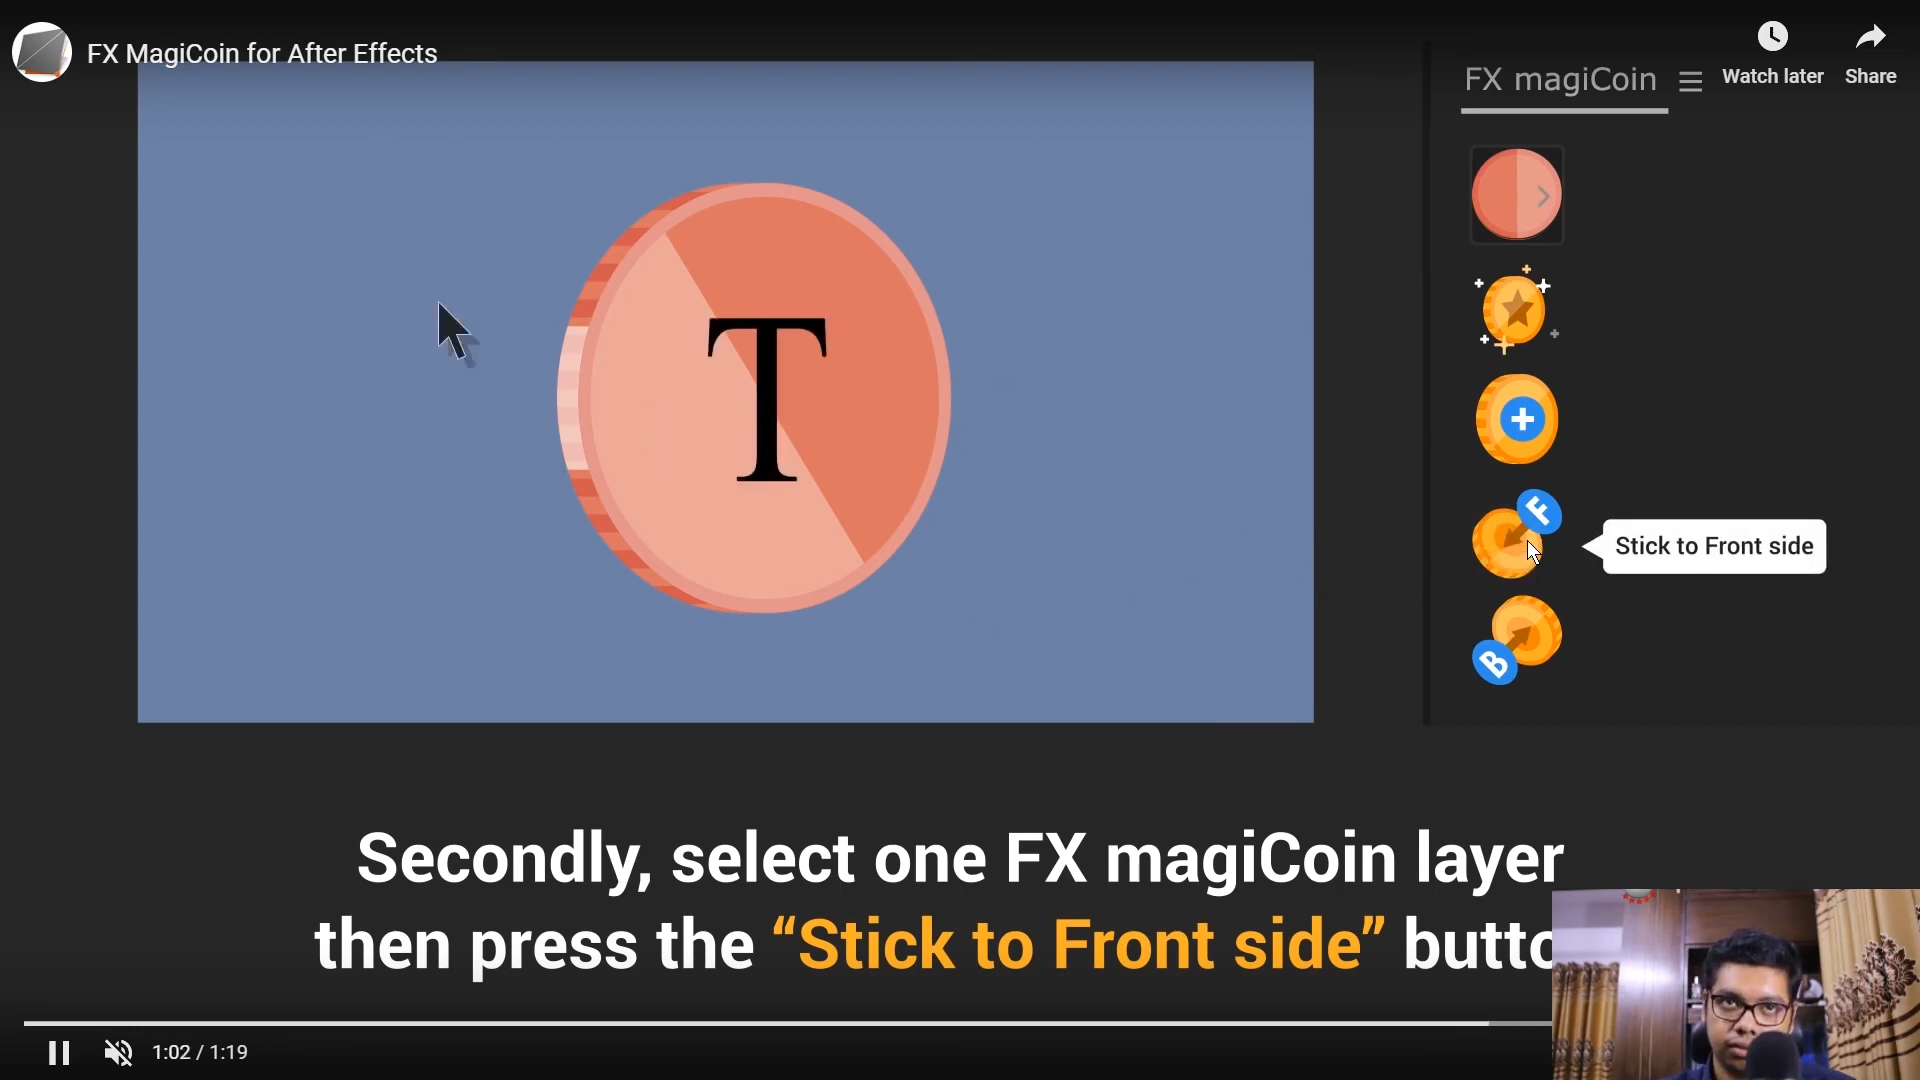 FX MagiCoin for After Effects
Watch later
Share
FX magiCoin
T
F
Stick to Front side
B
Secondly, select one FX magiCoin layer
then press the “Stick to Front side” butto
1:02 / 1:19